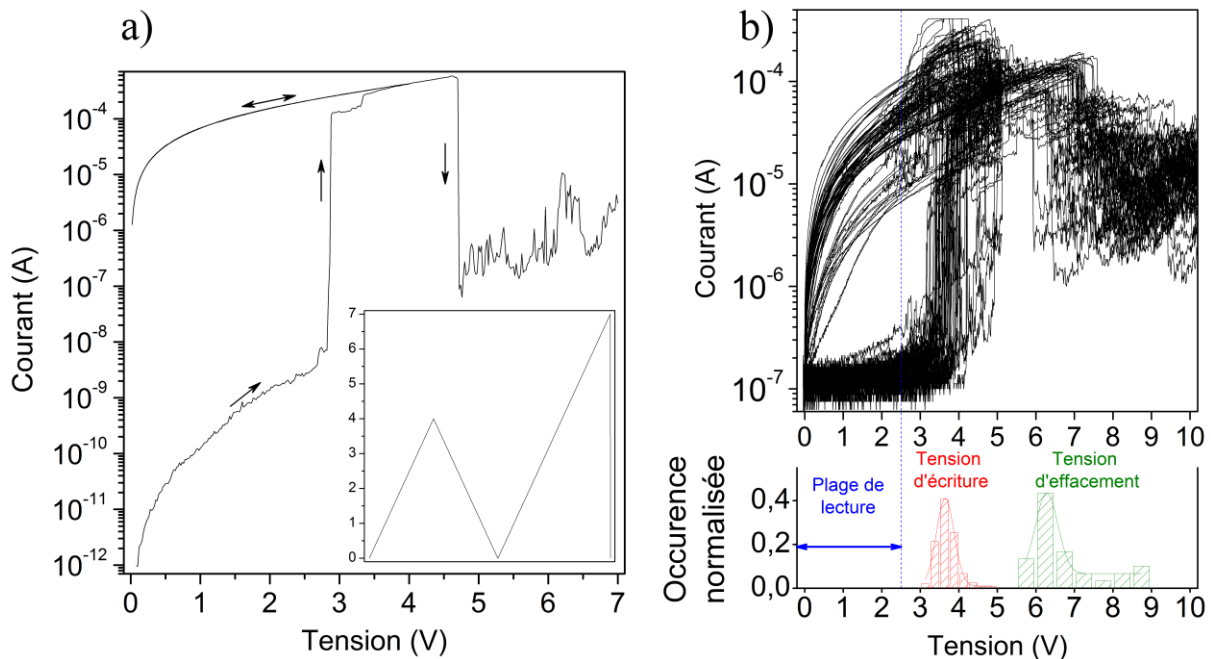 a)
Courant (A)
10⁻⁴
10⁻⁵
10⁻⁶
10⁻⁷
10⁻⁸
10⁻⁹
10⁻¹⁰
10⁻¹¹
10⁻¹²
0 1 2 3 4 5 6 7
Tension (V)
7
6
5
4
3
2
1
0
b)
Courant (A)
10⁻⁴
10⁻⁵
10⁻⁶
10⁻⁷
0 1 2 3 4 5 6 7 8 9 10
Occurence
normalisée
0,4
0,2
0,0
Plage de
lecture
Tension
d'écriture
Tension
d'effacement
0 1 2 3 4 5 6 7 8 9 10
Tension (V)